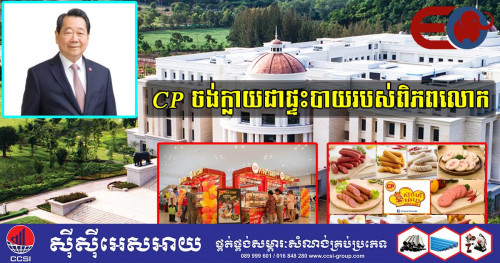 CP ចង់ក្លាយជាផ្ទះបាយរបស់ពិភពលោក
CCSI
ស៊ីស៊ីអេសអាយ
ផ្គត់ផ្គង់សម្ភារៈសំណង់គ្រប់ប្រភេទ
089 999 601 / 016 848 280 www.ccsi-group.com